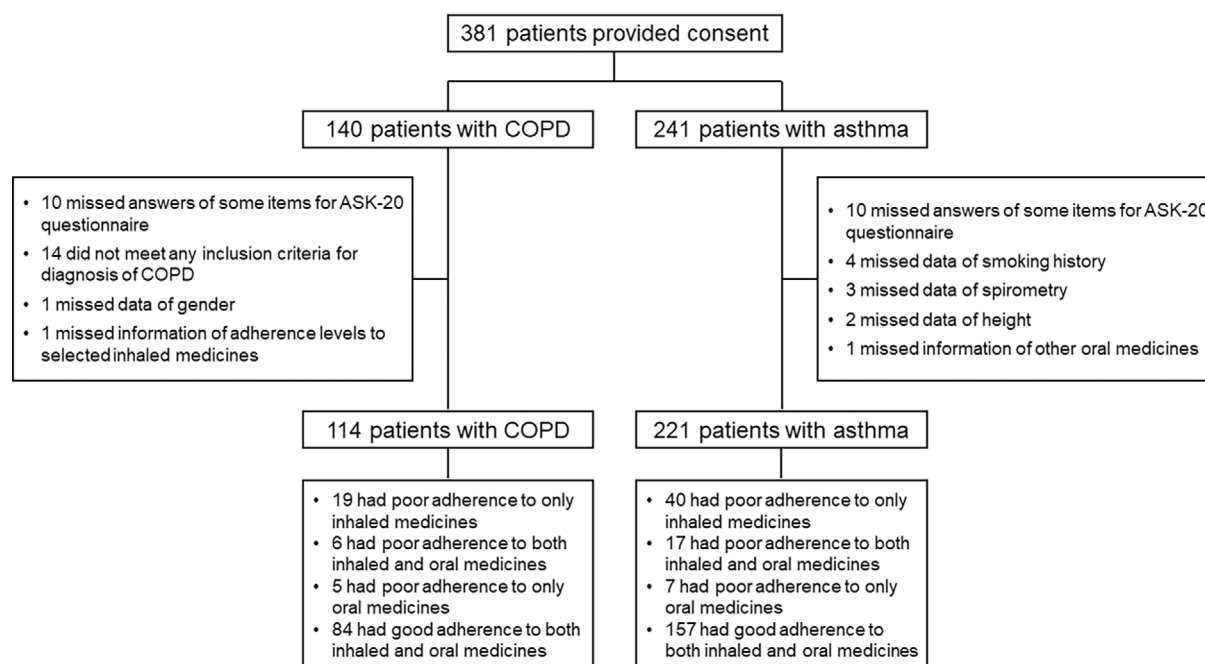 381 patients provided consent
140 patients with COPD
241 patients with asthma
• 10 missed answers of some items for ASK-20
questionnaire
• 14 did not meet any inclusion criteria for
diagnosis of COPD
• 1 missed data of gender
• 1 missed information of adherence levels to
selected inhaled medicines
• 10 missed answers of some items for ASK-20
questionnaire
• 4 missed data of smoking history
• 3 missed data of spirometry
• 2 missed data of height
• 1 missed information of other oral medicines
114 patients with COPD
221 patients with asthma
• 19 had poor adherence to only
inhaled medicines
• 6 had poor adherence to both
inhaled and oral medicines
• 5 had poor adherence to only
oral medicines
• 84 had good adherence to both
inhaled and oral medicines
• 40 had poor adherence to only
inhaled medicines
• 17 had poor adherence to both
inhaled and oral medicines
• 7 had poor adherence to only
oral medicines
• 157 had good adherence to
both inhaled and oral medicines